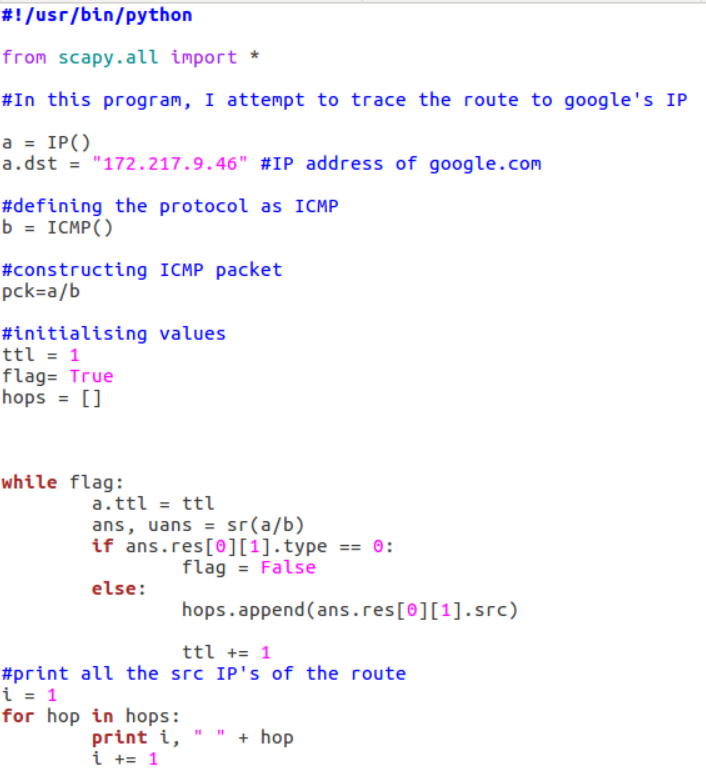 #!/usr/bin/python
from scapy.all import *
#In this program, I attempt to trace the route to google's IP
a = IP()
a.dst = "172.217.9.46" #IP address of google.com
#defining the protocol as ICMP
b = ICMP()
#constructing ICMP packet
pck=a/b
#initialising values
ttl = 1
flag= True
hops = []
while flag:
        a.ttl = ttl
        ans, uans = sr(a/b)
        if ans.res[0][1].type == 0:
                flag = False
        else:
                hops.append(ans.res[0][1].src)
                ttl += 1
#print all the src IP's of the route
i = 1
for hop in hops:
        print i, " " + hop
        i += 1